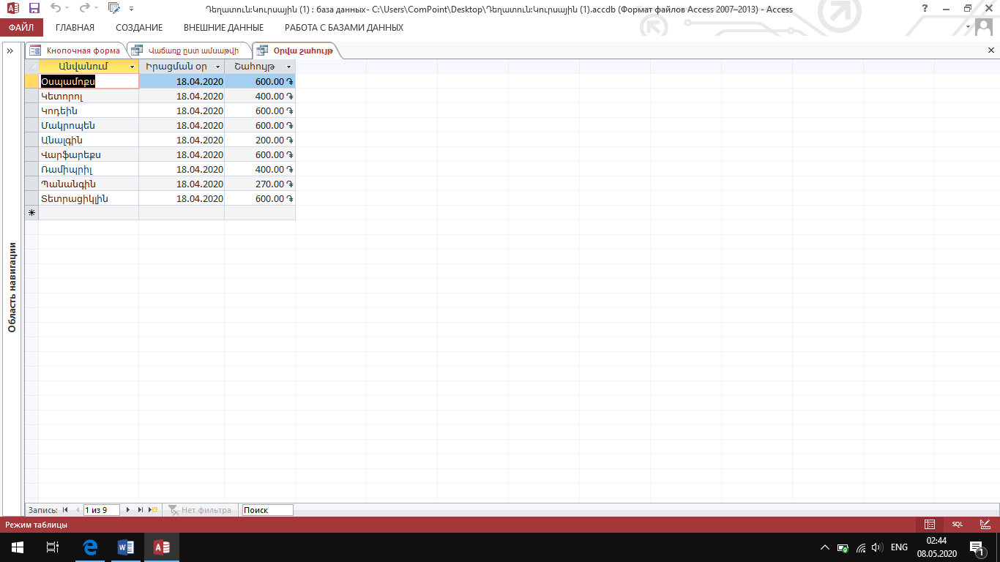 Դեղատուն:Կուրսային (1) : база данных- C:\Users\ComPoint\Desktop\Դեղատուն:Կուրսային (1).accdb (Формат файлов Access 2007–2013) - Access
ФАЙЛ ГЛАВНАЯ СОЗДАНИЕ ВНЕШНИЕ ДАННЫЕ РАБОТА С БАЗАМИ ДАННЫХ
Кнопочная форма Վաճառք ըստ ամսաթվի Օրվա շահույթ
Անվանում Իրացման օր Շահույթ
Օսպամոքս 18.04.2020 600.00 ֏
Կետորոլ 18.04.2020 400.00 ֏
Կոդեին 18.04.2020 600.00 ֏
Մակրոպեն 18.04.2020 600.00 ֏
Անալգին 18.04.2020 200.00 ֏
Վարֆարեքս 18.04.2020 600.00 ֏
Ռամիպրիլ 18.04.2020 400.00 ֏
Պանանգին 18.04.2020 270.00 ֏
Տետրացիկլին 18.04.2020 600.00 ֏
Область навигации
Запись: 1 из 9 Нет фильтра Поиск
Режим таблицы SQL
ENG 02:44
08.05.2020 1